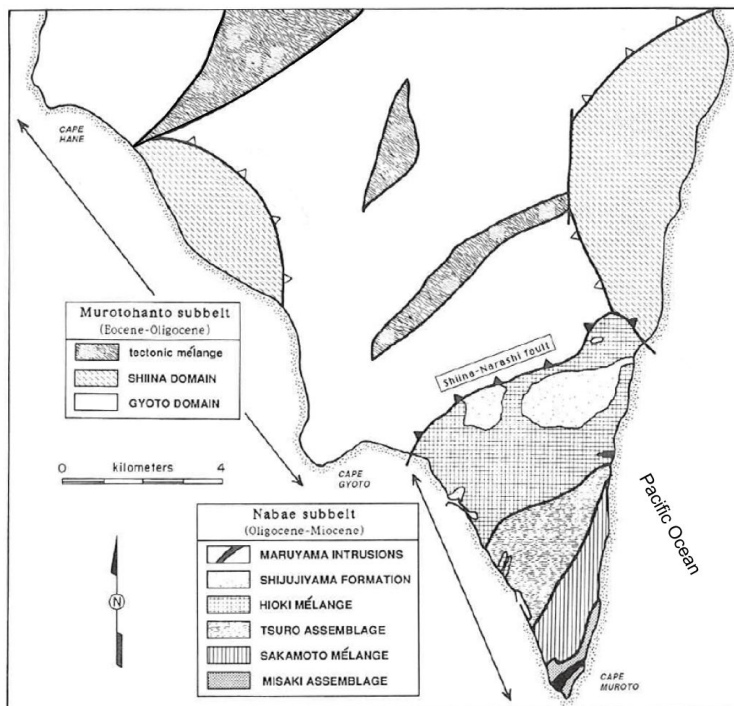 CAPE
HANE
Murotohanto subbelt
(Eocene-Oligocene)
tectonic mélange
SHIINA DOMAIN
GYOTO DOMAIN
Shiina-Narashi fault
0 kilometers 4
CAPE
GYOTO
Pacific Ocean
Nabae subbelt
(Oligocene-Miocene)
MARUYAMA INTRUSIONS
SHIJUJIYAMA FORMATION
HIOKI MÉLANGE
TSURO ASSEMBLAGE
SAKAMOTO MÉLANGE
MISAKI ASSEMBLAGE
N
CAPE
MUROTO